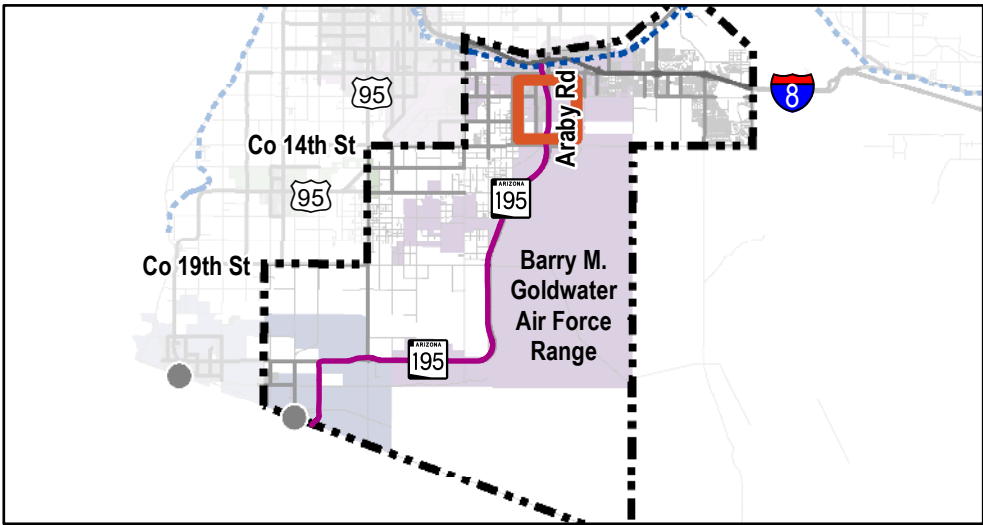 95
8
Araby Rd
Co 14th St
95
ARIZONA
195
Co 19th St
Barry M.
Goldwater
Air Force
Range
ARIZONA
195